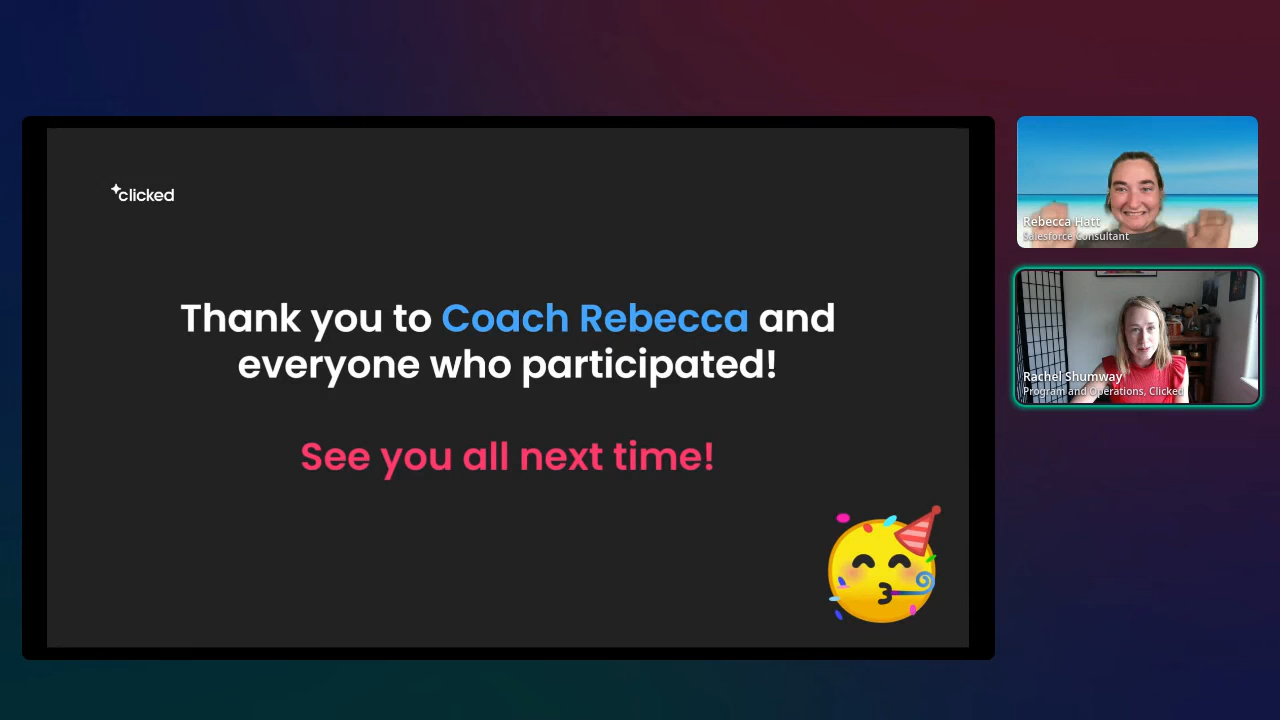 clicked
Thank you to Coach Rebecca and
everyone who participated!
See you all next time!
Rebecca Hatt
Salesforce Consultant
Rachel Shumway
Program and Operations, Clicked